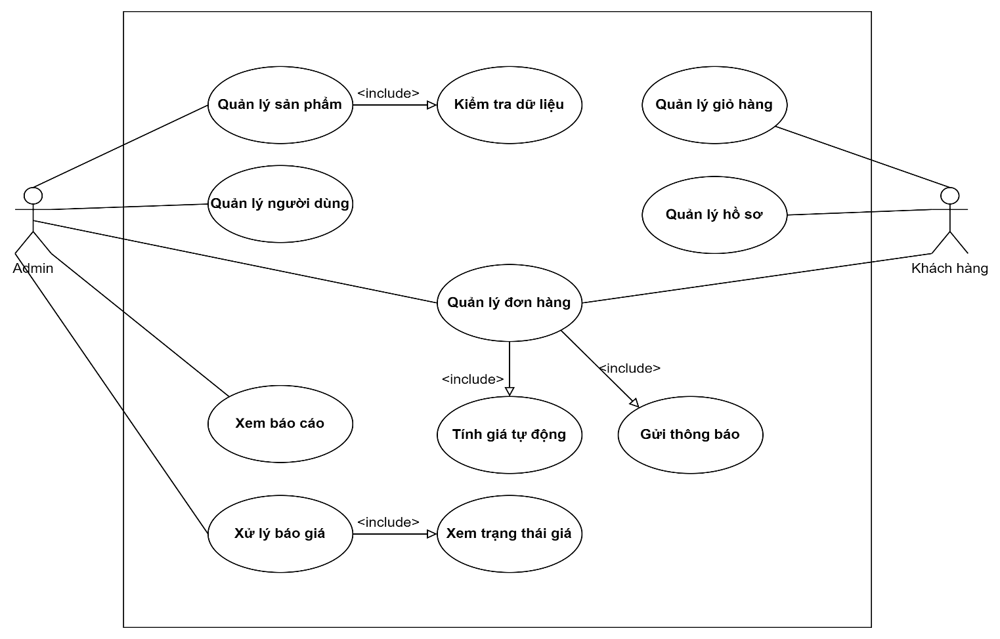 Quản lý sản phẩm
<include>
Kiểm tra dữ liệu
Quản lý giỏ hàng
Quản lý người dùng
Quản lý hồ sơ
Admin
Khách hàng
Quản lý đơn hàng
<include>
<include>
Xem báo cáo
Tính giá tự động
Gửi thông báo
Xử lý báo giá
<include>
Xem trạng thái giá